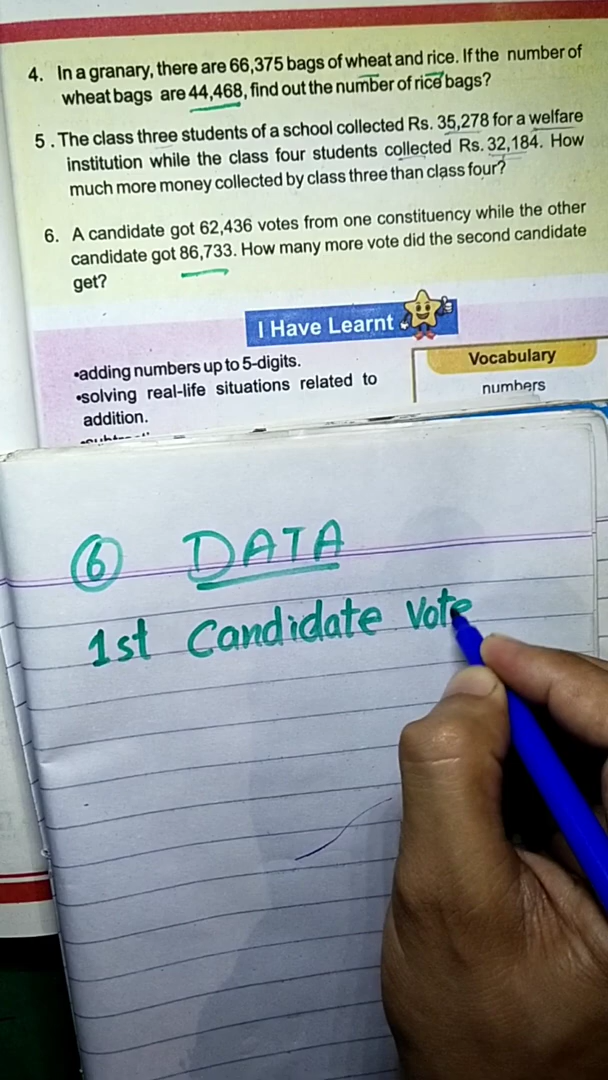 4. In a granary, there are 66,375 bags of wheat and rice. If the number of
wheat bags are 44,468, find out the number of rice bags?
5. The class three students of a school collected Rs. 35,278 for a welfare
institution while the class four students collected Rs. 32,184. How
much more money collected by class three than class four?
6. A candidate got 62,436 votes from one constituency while the other
candidate got 86,733. How many more vote did the second candidate
get?
I Have Learnt
•adding numbers up to 5-digits.
•solving real-life situations related to
addition.
Vocabulary
numbers
6 DATA
1st Candidate Vote